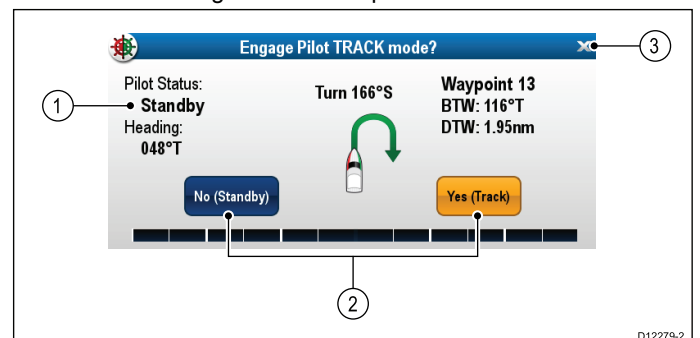 Engage Pilot TRACK mode?
3
Pilot Status:
Standby
Heading:
048°T
1
Turn 166°S
Waypoint 13
BTW: 116°T
DTW: 1.95nm
No (Standby)
Yes (Track)
2
D12279-2